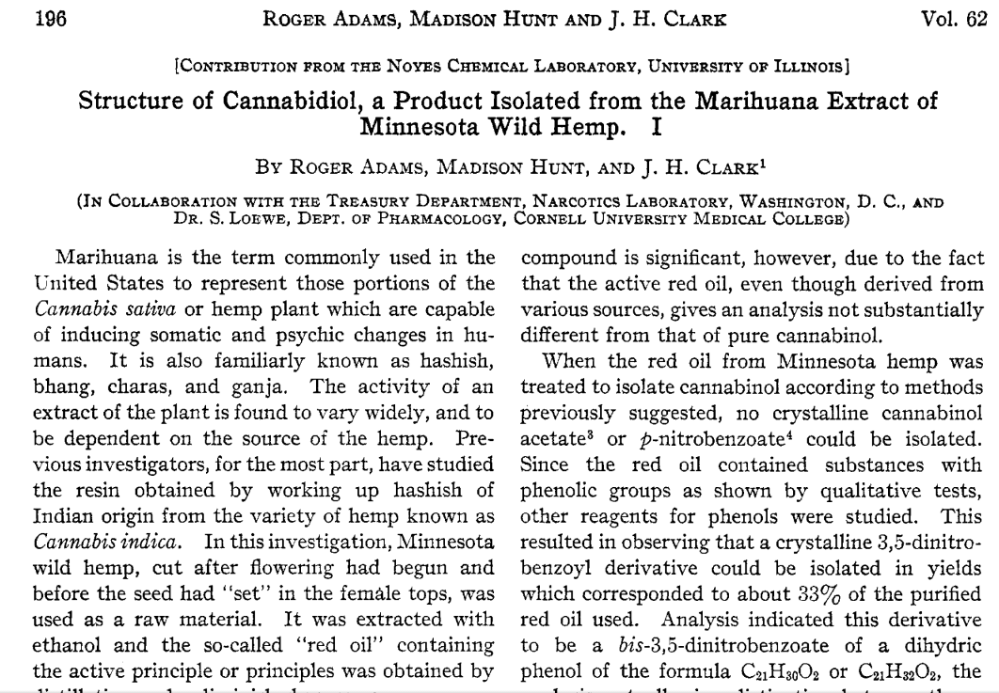 196 ROGER ADAMS, MADISON HUNT AND J. H. CLARK Vol. 62
[CONTRIBUTION FROM THE NOYES CHEMICAL LABORATORY, UNIVERSITY OF ILLINOIS]
Structure of Cannabidiol, a Product Isolated from the Marihuana Extract of
Minnesota Wild Hemp. I
BY ROGER ADAMS, MADISON HUNT, AND J. H. CLARK¹
(IN COLLABORATION WITH THE TREASURY DEPARTMENT, NARCOTICS LABORATORY, WASHINGTON, D. C., AND
DR. S. LOEWE, DEPT. OF PHARMACOLOGY, CORNELL UNIVERSITY MEDICAL COLLEGE)
Marihuana is the term commonly used in the
United States to represent those portions of the
Cannabis sativa or hemp plant which are capable
of inducing somatic and psychic changes in hu-
mans. It is also familiarly known as hashish,
bhang, charas, and ganja. The activity of an
extract of the plant is found to vary widely, and to
be dependent on the source of the hemp. Pre-
vious investigators, for the most part, have studied
the resin obtained by working up hashish of
Indian origin from the variety of hemp known as
Cannabis indica. In this investigation, Minnesota
wild hemp, cut after flowering had begun and
before the seed had "set" in the female tops, was
used as a raw material. It was extracted with
ethanol and the so-called "red oil" containing
the active principle or principles was obtained by
compound is significant, however, due to the fact
that the active red oil, even though derived from
various sources, gives an analysis not substantially
different from that of pure cannabinol.
When the red oil from Minnesota hemp was
treated to isolate cannabinol according to methods
previously suggested, no crystalline cannabinol
acetate³ or p-nitrobenzoate⁴ could be isolated.
Since the red oil contained substances with
phenolic groups as shown by qualitative tests,
other reagents for phenols were studied. This
resulted in observing that a crystalline 3,5-dinitro-
benzoyl derivative could be isolated in yields
which corresponded to about 33% of the purified
red oil used. Analysis indicated this derivative
to be a bis-3,5-dinitrobenzoate of a dihydric
phenol of the formula C₂₁H₃₀O₂ or C₂₁H₃₂O₂, the